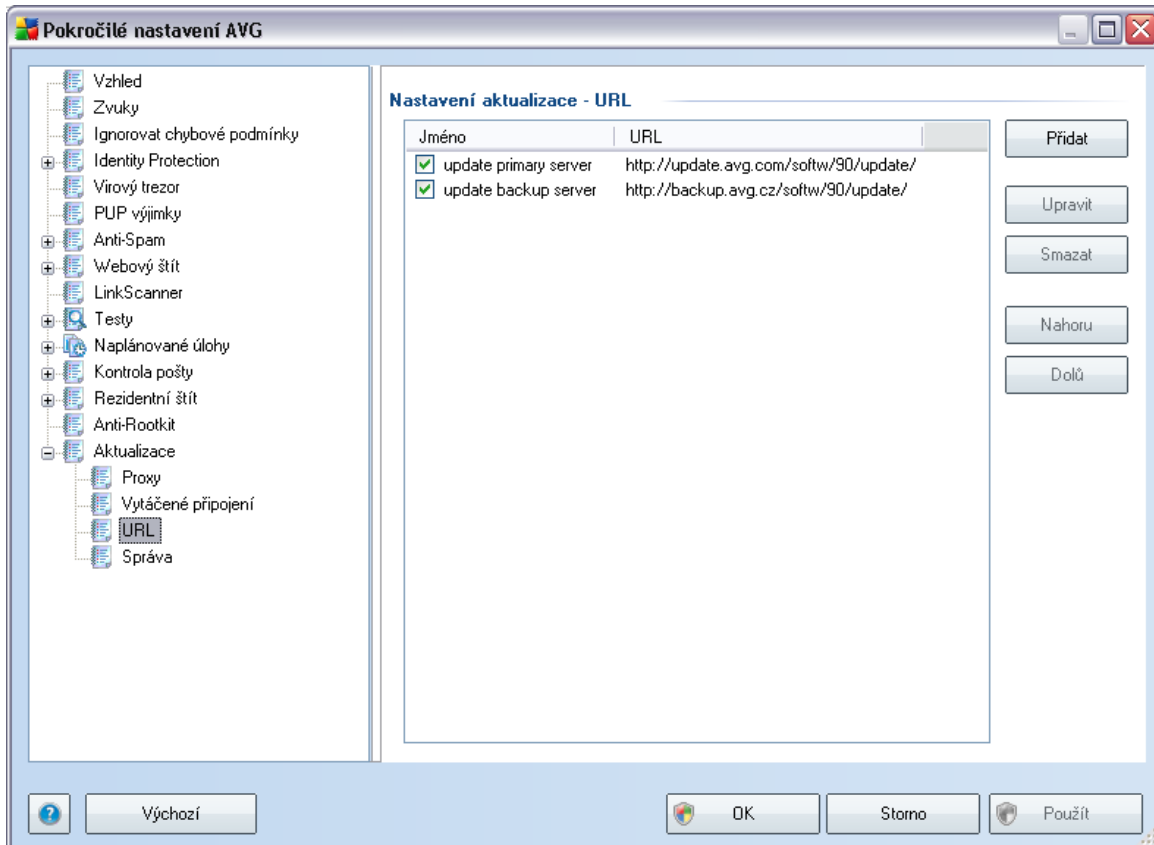 Pokročilé nastavení AVG
Vzhled
Zvuky
Ignorovat chybové podmínky
Identity Protection
Virový trezor
PUP výjimky
Anti-Spam
Webový štít
LinkScanner
Testy
Naplánované úlohy
Kontrola pošty
Rezidentní štít
Anti-Rootkit
Aktualizace
Proxy
Vytáčené připojení
URL
Správa
Nastavení aktualizace - URL
Jméno URL
update primary server http://update.avg.com/softw/90/update/
update backup server http://backup.avg.cz/softw/90/update/
Přidat
Upravit
Smazat
Nahoru
Dolů
Výchozí
OK
Storno
Použít